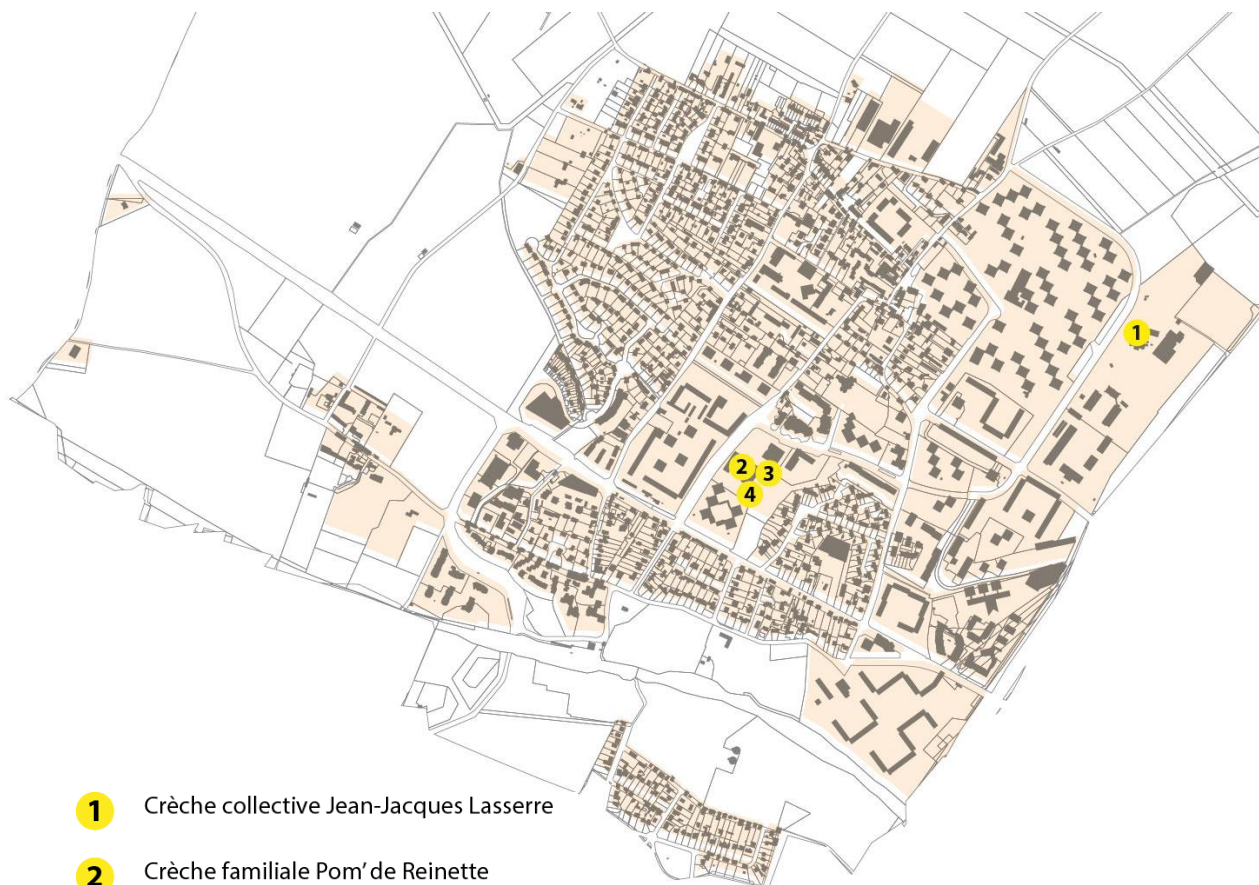 1
2
3
4
1 Crèche collective Jean-Jacques Lasserre
2 Crèche familiale Pom’ de Reinette